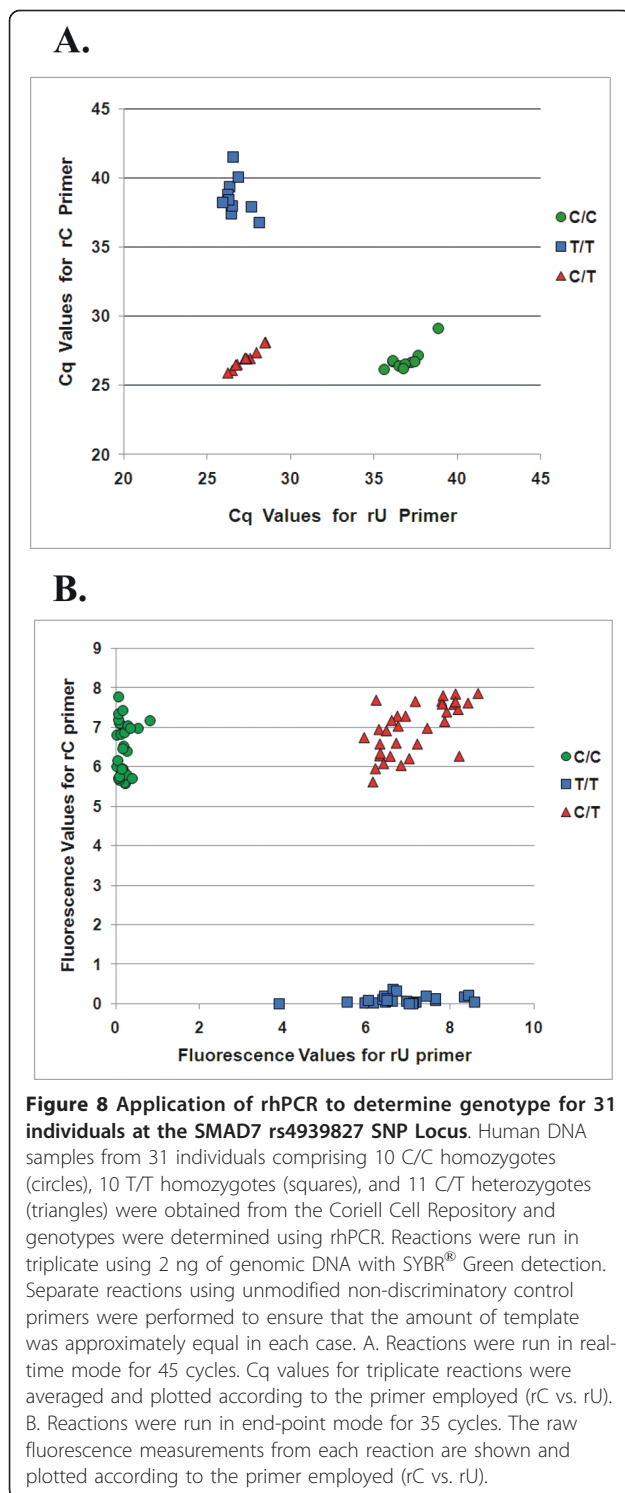 A.
45
40
35
30
25
20
20 25 30 35 40 45
Cq Values for rC Primer
Cq Values for rU Primer
C/C
T/T
C/T
B.
9
8
7
6
5
4
3
2
1
0
0 2 4 6 8 10
Fluorescence Values for rC primer
Fluorescence Values for rU primer
C/C
T/T
C/T
Figure 8 Application of rhPCR to determine genotype for 31
individuals at the SMAD7 rs4939827 SNP Locus. Human DNA
samples from 31 individuals comprising 10 C/C homozygotes
(circles), 10 T/T homozygotes (squares), and 11 C/T heterozygotes
(triangles) were obtained from the Coriell Cell Repository and
genotypes were determined using rhPCR. Reactions were run in
triplicate using 2 ng of genomic DNA with SYBR® Green detection.
Separate reactions using unmodified non-discriminatory control
primers were performed to ensure that the amount of template
was approximately equal in each case. A. Reactions were run in real-
time mode for 45 cycles. Cq values for triplicate reactions were
averaged and plotted according to the primer employed (rC vs. rU).
B. Reactions were run in end-point mode for 35 cycles. The raw
fluorescence measurements from each reaction are shown and
plotted according to the primer employed (rC vs. rU).